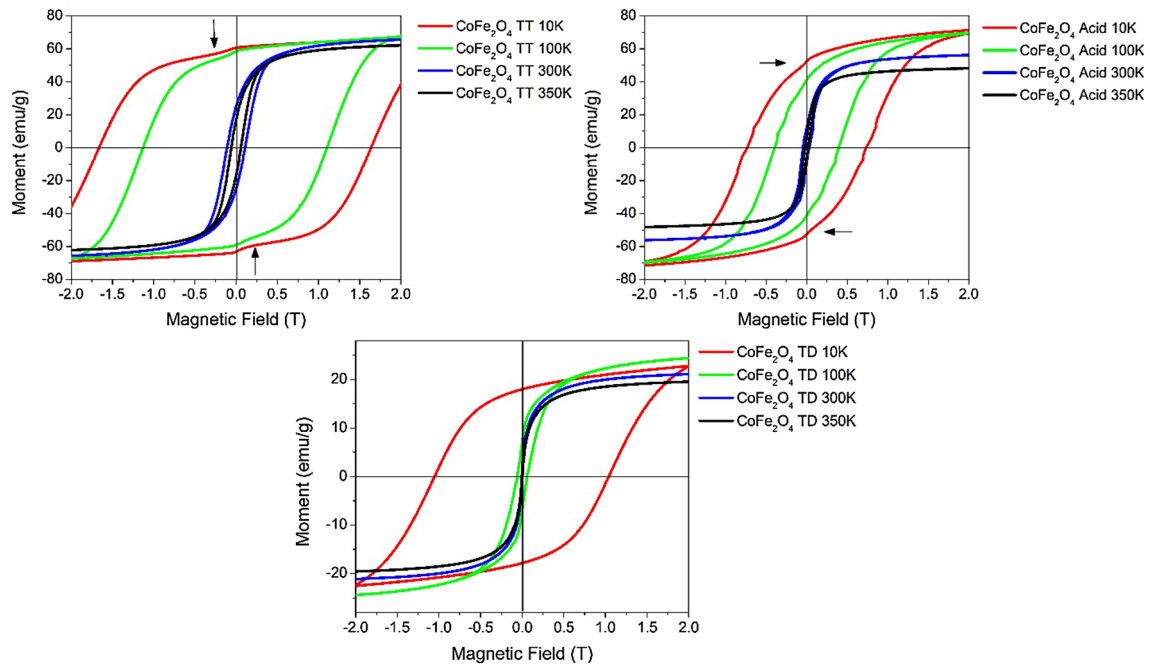 80
60
40
20
0
20
-40
-60
-80
-2.0
-1.5
-1.0
-0.5
0.0
0.5
1.0
1.5
2.0
Moment (emu/g)
Magnetic Field (T)
CoFe₂O₄ TT 10K
CoFe₂O₄ TT 100K
CoFe₂O₄ TT 300K
CoFe₂O₄ TT 350K
80
60
40
20
0
20
-40
-60
-80
-2.0
-1.5
-1.0
-0.5
0.0
0.5
1.0
1.5
2.0
Moment (emu/g)
Magnetic Field (T)
CoFe₂O₄ Acid 10K
CoFe₂O₄ Acid 100K
CoFe₂O₄ Acid 300K
CoFe₂O₄ Acid 350K
20
10
0
-10
-20
-2.0
-1.5
-1.0
-0.5
0.0
0.5
1.0
1.5
2.0
Moment (emu/g)
Magnetic Field (T)
CoFe₂O₄ TD 10K
CoFe₂O₄ TD 100K
CoFe₂O₄ TD 300K
CoFe₂O₄ TD 350K